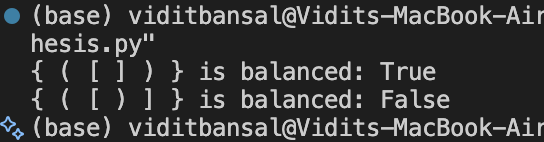 (base) viditbansal@Vidits-MacBook-Air
hesis.py"
{ ( [ ] ) } is balanced: True
{ ( [ ) ] } is balanced: False
(base) viditbansal@Vidits-MacBook-Air